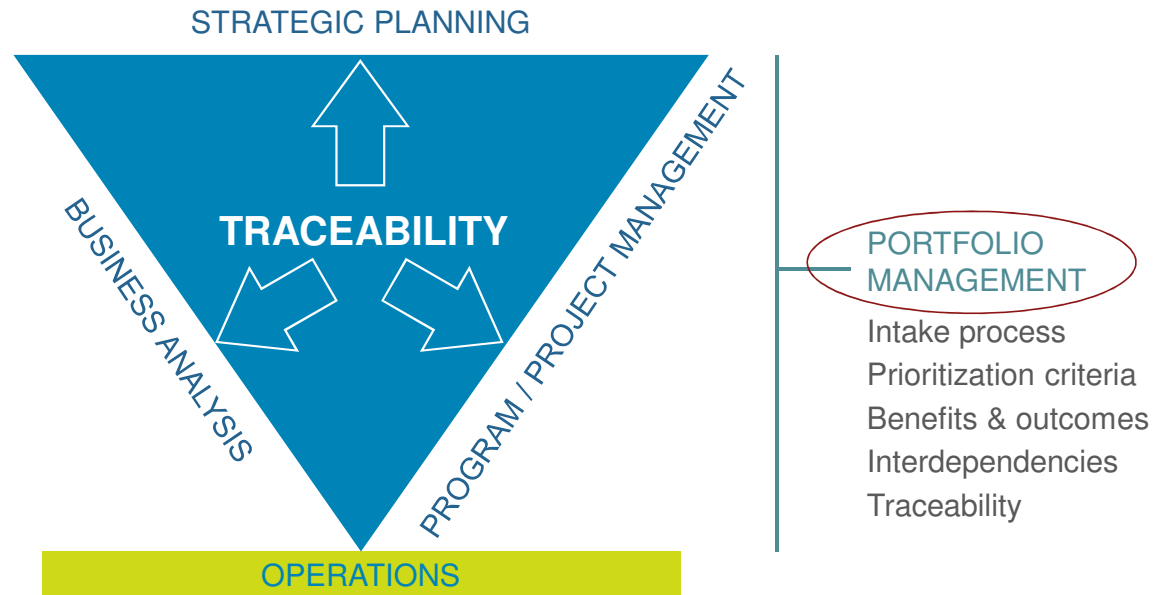 STRATEGIC PLANNING
TRACEABILITY
BUSINESS ANALYSIS
PROGRAM / PROJECT MANAGEMENT
OPERATIONS
PORTFOLIO
MANAGEMENT
Intake process
Prioritization criteria
Benefits & outcomes
Interdependencies
Traceability